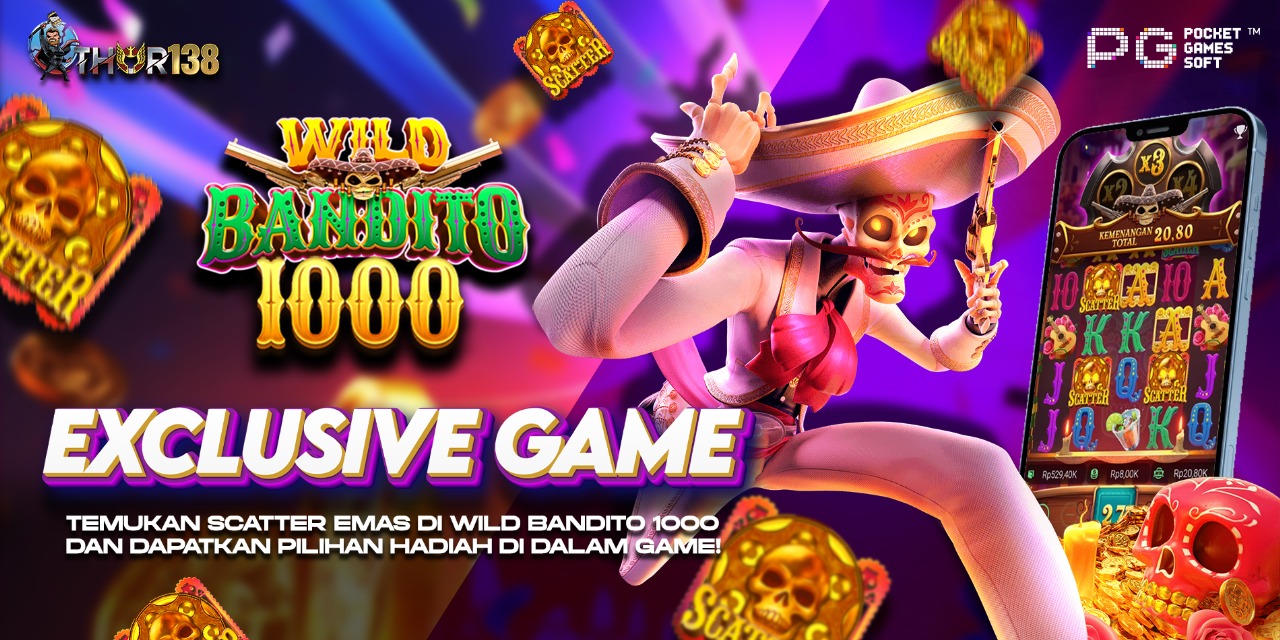 THOR138
PG POCKET GAMES SOFT ™
SCATTER
SCATTER
WILD
BANDITO
1000
EXCLUSIVE GAME
TEMUKAN SCATTER EMAS DI WILD BANDITO 1000
DAN DAPATKAN PILIHAN HADIAH DI DALAM GAME!
x3
KEMENANGAN TOTAL 20.80
10 SCATTER A 10 A
K K A
J SCATTER Q SCATTER J
J Q K Q
Rp529,40K Rp8,00K Rp20,80K
SCATTER